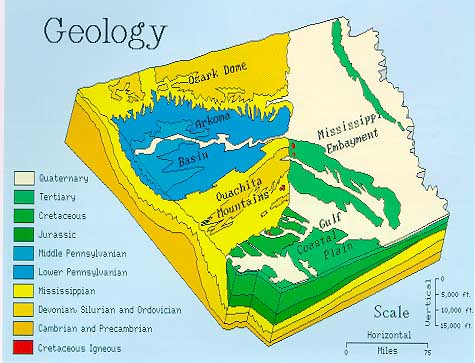 Geology
Ozark Dome
Arkoma
Basin
Mississippi
Embayment
Ouachita
Mountains
Gulf
Coastal
Plain
Quaternary
Tertiary
Cretaceous
Jurassic
Middle Pennsylvanian
Lower Pennsylvanian
Mississippian
Devonian Silurian and Ordovician
Cambrian and Precambrian
Cretaceous Igneous
Scale
Horizontal
0 75
Miles
Vertical
0
5,000 ft.
10,000 ft.
15,000 ft.